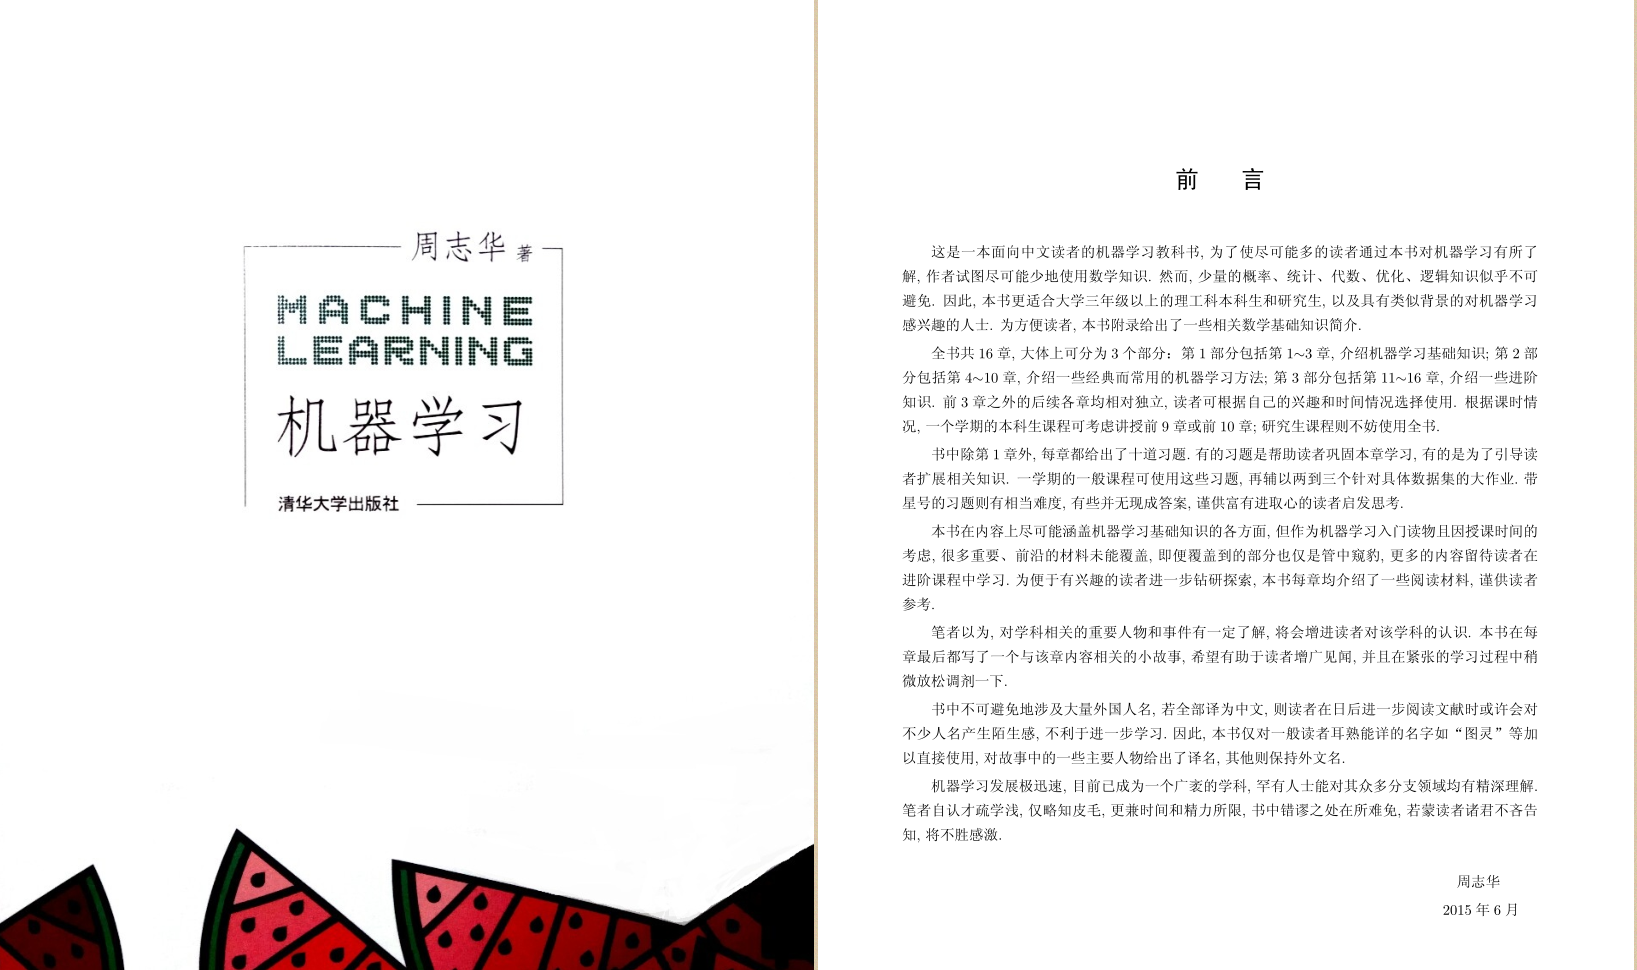 周志华 著
MACHINE
LEARNING
机器学习
清华大学出版社
前 言
这是一本面向中文读者的机器学习教科书, 为了使尽可能多的读者通过本书对机器学习有所了
解, 作者试图尽可能少地使用数学知识. 然而, 少量的概率、统计、代数、优化、逻辑知识似乎不可
避免. 因此, 本书更适合大学三年级以上的理工科本科生和研究生, 以及具有类似背景的对机器学习
感兴趣的人士. 为方便读者, 本书附录给出了一些相关数学基础知识简介.
全书共 16 章, 大体上可分为 3 个部分: 第 1 部分包括第 1~3 章, 介绍机器学习基础知识; 第 2 部
分包括第 4~10 章, 介绍一些经典而常用的机器学习方法; 第 3 部分包括第 11~16 章, 介绍一些进阶
知识. 前 3 章之外的后续各章均相对独立, 读者可根据自己的兴趣和时间情况选择使用. 根据课时情
况, 一个学期的本科生课程可考虑讲授前 9 章或前 10 章; 研究生课程则不妨使用全书.
书中除第 1 章外, 每章都给出了十道习题. 有的习题是帮助读者巩固本章学习, 有的是为了引导读
者扩展相关知识. 一学期的一般课程可使用这些习题, 再辅以两到三个针对具体数据集的大作业. 带
星号的习题则有相当难度, 有些并无现成答案, 谨供富有进取心的读者启发思考.
本书在内容上尽可能涵盖机器学习基础知识的各方面, 但作为机器学习入门读物且因授课时间的
考虑, 很多重要、前沿的材料未能覆盖, 即便覆盖到的部分也仅是管中窥豹, 更多的内容留待读者在
进阶课程中学习. 为便于有兴趣的读者进一步钻研探索, 本书每章均介绍了一些阅读材料, 谨供读者
参考.
笔者以为, 对学科相关的重要人物和事件有一定了解, 将会增进读者对该学科的认识. 本书在每
章最后都写了一个与该章内容相关的小故事, 希望有助于读者增广见闻, 并且在紧张的学习过程中稍
微放松调剂一下.
书中不可避免地涉及大量外国人名, 若全部译为中文, 则读者在日后进一步阅读文献时或许会对
不少人名产生陌生感, 不利于进一步学习. 因此, 本书仅对一般读者耳熟能详的名字如“图灵”等加
以直接使用, 对故事中的一些主要人物给出了译名, 其他则保持外文名.
机器学习发展极迅速, 目前已成为一个广袤的学科, 罕有人士能对其众多分支领域均有精深理解.
笔者自认才疏学浅, 仅略知皮毛, 更兼时间和精力所限, 书中错谬之处在所难免, 若蒙读者诸君不吝告
知, 将不胜感激.
周志华
2015 年 6 月